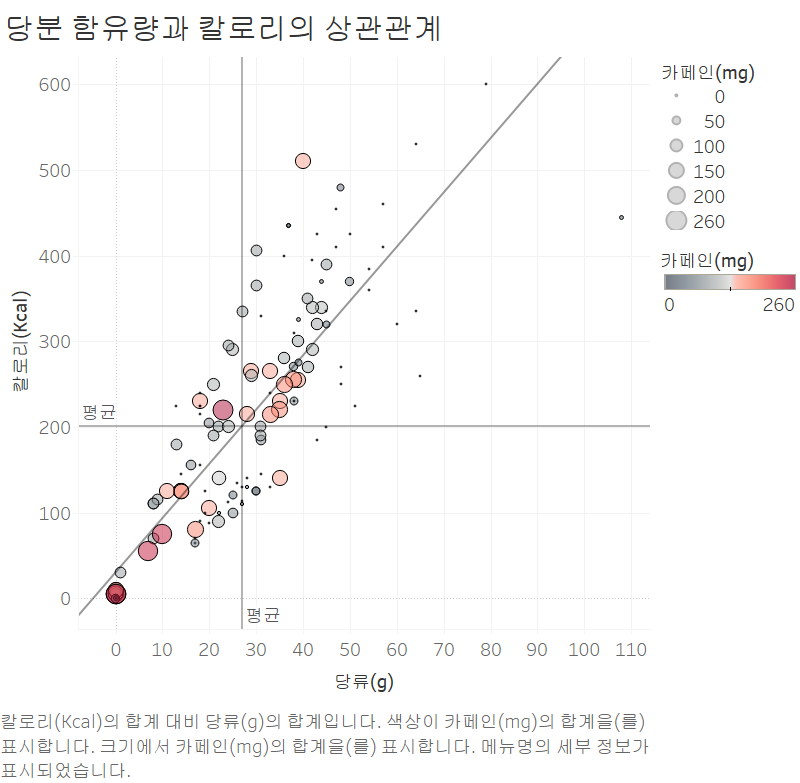 당분 함유량과 칼로리의 상관관계
카페인(mg)
0
50
100
150
200
260
카페인(mg)
0 260
칼로리(Kcal)
600
500
400
300
200
100
0
평균
평균
0 10 20 30 40 50 60 70 80 90 100 110
당류(g)
칼로리(Kcal)의 합계 대비 당류(g)의 합계입니다. 색상이 카페인(mg)의 합계을(를)
표시합니다. 크기에서 카페인(mg)의 합계을(를) 표시합니다. 메뉴명의 세부 정보가
표시되었습니다.